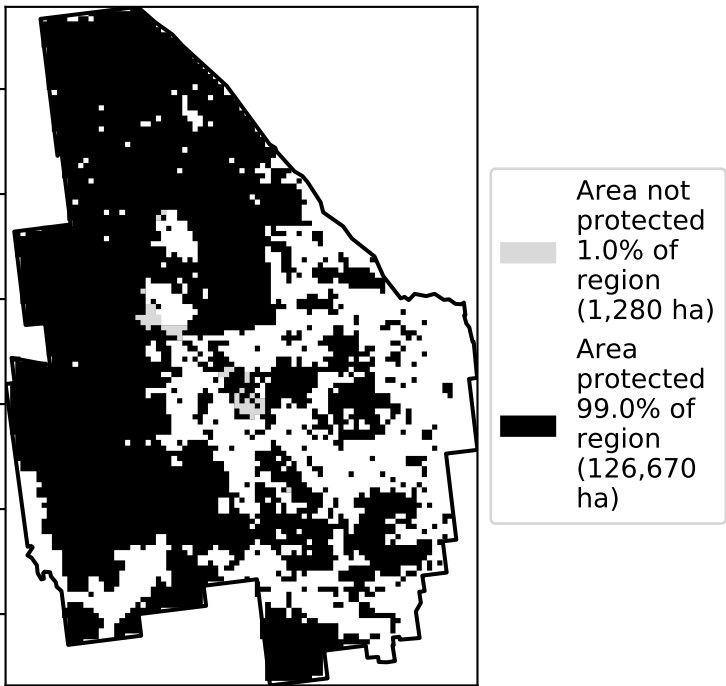 Area not
protected
1.0% of
region
(1,280 ha)
Area
protected
99.0% of
region
(126,670
ha)